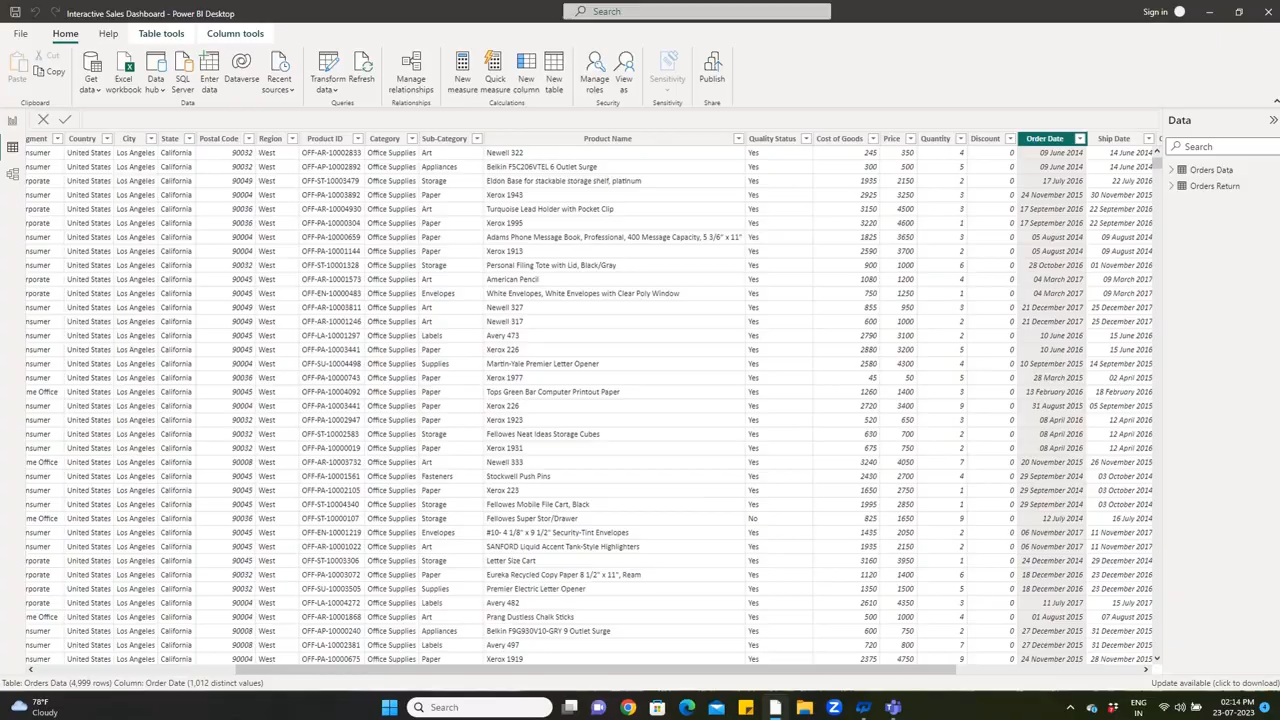 Interactive Sales Dashboard - Power BI Desktop
Search
Sign in
File Home Help Table tools Column tools
Paste Cut Copy Clipboard
Get data Excel workbook Data hub SQL Server Enter data Dataverse Recent sources Data
Transform data Refresh Queries
Manage relationships Relationships
New measure Quick measure New column New table Calculations
Manage roles View as Security
Sensitivity Sensitivity
Publish Share
gment Country City State Postal Code Region Product ID Category Sub-Category Product Name Quality Status Cost of Goods Price Quantity Discount Order Date Ship Date
nsumer United States Los Angeles California 90032 West OFF-AR-10002833 Office Supplies Art Newell 322 Yes 245 350 4 0 09 June 2014 14 June 2014
nsumer United States Los Angeles California 90032 West OFF-AP-10002892 Office Supplies Appliances Belkin F5C206VTEL 6 Outlet Surge Yes 300 500 5 0 09 June 2014 14 June 2014
rporate United States Los Angeles California 90049 West OFF-ST-10003479 Office Supplies Storage Eldon Base for stackable storage shelf, platinum Yes 1935 2150 2 0 17 July 2016 22 July 2016
nsumer United States Los Angeles California 90004 West OFF-PA-10003892 Office Supplies Paper Xerox 1943 Yes 2925 3250 3 0 24 November 2015 30 November 2015
rporate United States Los Angeles California 90036 West OFF-AR-10004930 Office Supplies Art Turquoise Lead Holder with Pocket Clip Yes 3150 4500 3 0 17 September 2016 22 September 2016
rporate United States Los Angeles California 90036 West OFF-PA-10000304 Office Supplies Paper Xerox 1995 Yes 3220 4600 1 0 17 September 2016 22 September 2016
nsumer United States Los Angeles California 90004 West OFF-PA-10000659 Office Supplies Paper Adams Phone Message Book, Professional, 400 Message Capacity, 5 3/6" x 11" Yes 1825 3650 3 0 05 August 2014 09 August 2014
nsumer United States Los Angeles California 90004 West OFF-PA-10001144 Office Supplies Paper Xerox 1913 Yes 2590 3700 2 0 05 August 2014 09 August 2014
nsumer United States Los Angeles California 90032 West OFF-ST-10001328 Office Supplies Storage Personal Filing Tote with Lid, Black/Gray Yes 900 1000 6 0 28 October 2016 01 November 2016
rporate United States Los Angeles California 90045 West OFF-AR-10001573 Office Supplies Art American Pencil Yes 1080 1200 4 0 04 March 2017 09 March 2017
rporate United States Los Angeles California 90045 West OFF-EN-10000483 Office Supplies Envelopes White Envelopes, White Envelopes with Clear Poly Window Yes 750 1250 1 0 04 March 2017 09 March 2017
rporate United States Los Angeles California 90049 West OFF-AR-10003811 Office Supplies Art Newell 327 Yes 855 950 3 0 21 December 2017 25 December 2017
rporate United States Los Angeles California 90049 West OFF-AR-10001246 Office Supplies Art Newell 317 Yes 600 1000 2 0 21 December 2017 25 December 2017
nsumer United States Los Angeles California 90045 West OFF-LA-10001297 Office Supplies Labels Avery 473 Yes 2790 3100 2 0 10 June 2016 15 June 2016
nsumer United States Los Angeles California 90045 West OFF-PA-10003441 Office Supplies Paper Xerox 226 Yes 2880 3200 5 0 10 June 2016 15 June 2016
nsumer United States Los Angeles California 90004 West OFF-SU-10004498 Office Supplies Supplies Martin-Yale Premier Letter Opener Yes 2580 4300 4 0 10 September 2015 14 September 2015
nsumer United States Los Angeles California 90036 West OFF-PA-10000743 Office Supplies Paper Xerox 1977 Yes 45 50 5 0 28 March 2015 02 April 2015
me Office United States Los Angeles California 90045 West OFF-PA-10004092 Office Supplies Paper Tops Green Bar Computer Printout Paper Yes 1260 1400 3 0 13 February 2016 18 February 2016
nsumer United States Los Angeles California 90004 West OFF-PA-10003441 Office Supplies Paper Xerox 226 Yes 2720 3400 9 0 31 August 2015 05 September 2015
nsumer United States Los Angeles California 90032 West OFF-PA-10002947 Office Supplies Paper Xerox 1923 Yes 520 650 3 0 08 April 2016 12 April 2016
nsumer United States Los Angeles California 90032 West OFF-ST-10002583 Office Supplies Storage Fellowes Neat Ideas Storage Cubes Yes 630 700 2 0 08 April 2016 12 April 2016
nsumer United States Los Angeles California 90032 West OFF-PA-10000019 Office Supplies Paper Xerox 1931 Yes 675 750 2 0 08 April 2016 12 April 2016
me Office United States Los Angeles California 90008 West OFF-AR-10003732 Office Supplies Art Newell 333 Yes 3240 4050 7 0 20 November 2015 26 November 2015
nsumer United States Los Angeles California 90045 West OFF-FA-10001561 Office Supplies Fasteners Stockwell Push Pins Yes 2430 2700 4 0 29 September 2014 03 October 2014
nsumer United States Los Angeles California 90045 West OFF-PA-10002105 Office Supplies Paper Xerox 223 Yes 1650 2750 1 0 29 September 2014 03 October 2014
nsumer United States Los Angeles California 90045 West OFF-ST-10004340 Office Supplies Storage Fellowes Mobile File Cart, Black Yes 1995 2850 1 0 29 September 2014 03 October 2014
me Office United States Los Angeles California 90036 West OFF-ST-10000107 Office Supplies Storage Fellowes Super Stor/Drawer No 825 1650 9 0 12 July 2014 16 July 2014
nsumer United States Los Angeles California 90045 West OFF-EN-10001219 Office Supplies Envelopes #10- 4 1/8" x 9 1/2" Security-Tint Envelopes Yes 1435 2050 2 0 06 November 2017 11 November 2017
nsumer United States Los Angeles California 90045 West OFF-AR-10001022 Office Supplies Art SANFORD Liquid Accent Tank-Style Highlighters Yes 1935 2150 2 0 06 November 2017 11 November 2017
rporate United States Los Angeles California 90045 West OFF-ST-10003306 Office Supplies Storage Letter Size Cart Yes 3160 3950 1 0 24 December 2014 29 December 2014
rporate United States Los Angeles California 90032 West OFF-PA-10003072 Office Supplies Paper Eureka Recycled Copy Paper 8 1/2" x 11", Ream Yes 1120 1400 6 0 18 December 2016 23 December 2016
rporate United States Los Angeles California 90032 West OFF-SU-10003505 Office Supplies Supplies Premier Electric Letter Opener Yes 1350 1500 5 0 18 December 2016 23 December 2016
rporate United States Los Angeles California 90004 West OFF-LA-10004272 Office Supplies Labels Avery 482 Yes 2610 4350 3 0 11 July 2017 15 July 2017
me Office United States Los Angeles California 90004 West OFF-AR-10001868 Office Supplies Art Prang Dustless Chalk Sticks Yes 500 1000 4 0 01 August 2015 07 August 2015
nsumer United States Los Angeles California 90008 West OFF-AP-10000240 Office Supplies Appliances Belkin F9G930V10-GRY 9 Outlet Surge Yes 600 750 2 0 27 December 2015 31 December 2015
nsumer United States Los Angeles California 90008 West OFF-LA-10002381 Office Supplies Labels Avery 497 Yes 720 800 7 0 27 December 2015 31 December 2015
nsumer United States Los Angeles California 90004 West OFF-PA-10000675 Office Supplies Paper Xerox 1919 Yes 2375 4750 9 0 24 November 2015 28 November 2015
Data
Search
Orders Data
Orders Return
Table: Orders Data (4,999 rows) Column: Order Date (1,012 distinct values)
Update available (click to download)
78°F
Cloudy
Search
ENG
IN
02:14 PM
23-07-2023